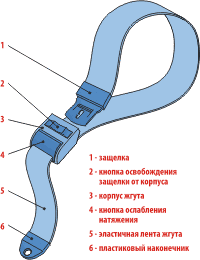 1
2
3
4
5
6
1 - защелка
2 - кнопка освобождения
защелки от корпуса
3 - корпус жгута
4 - кнопка ослабления
натяжения
5 - эластичная лента жгута
6 - пластиковый наконечник